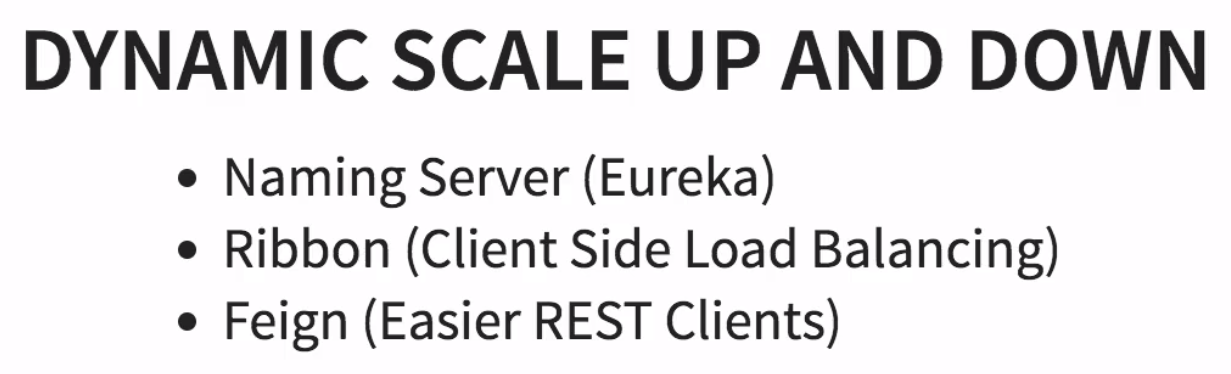 DYNAMIC SCALE UP AND DOWN
• Naming Server (Eureka)
• Ribbon (Client Side Load Balancing)
• Feign (Easier REST Clients)